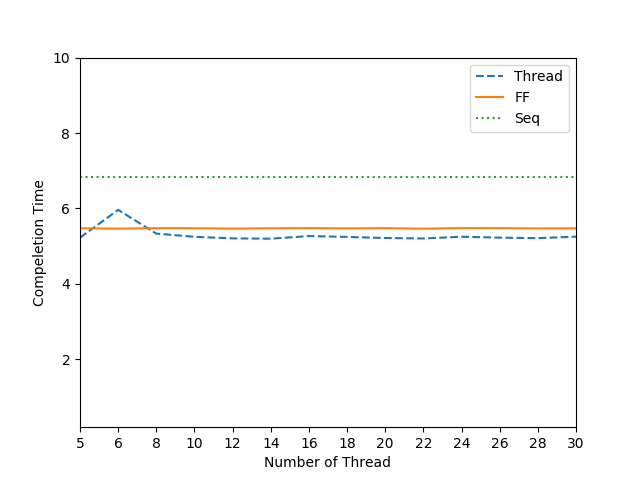 10
8
6
4
2
Compeletion Time
Thread
FF
Seq
5 6 8 10 12 14 16 18 20 22 24 26 28 30
Number of Thread